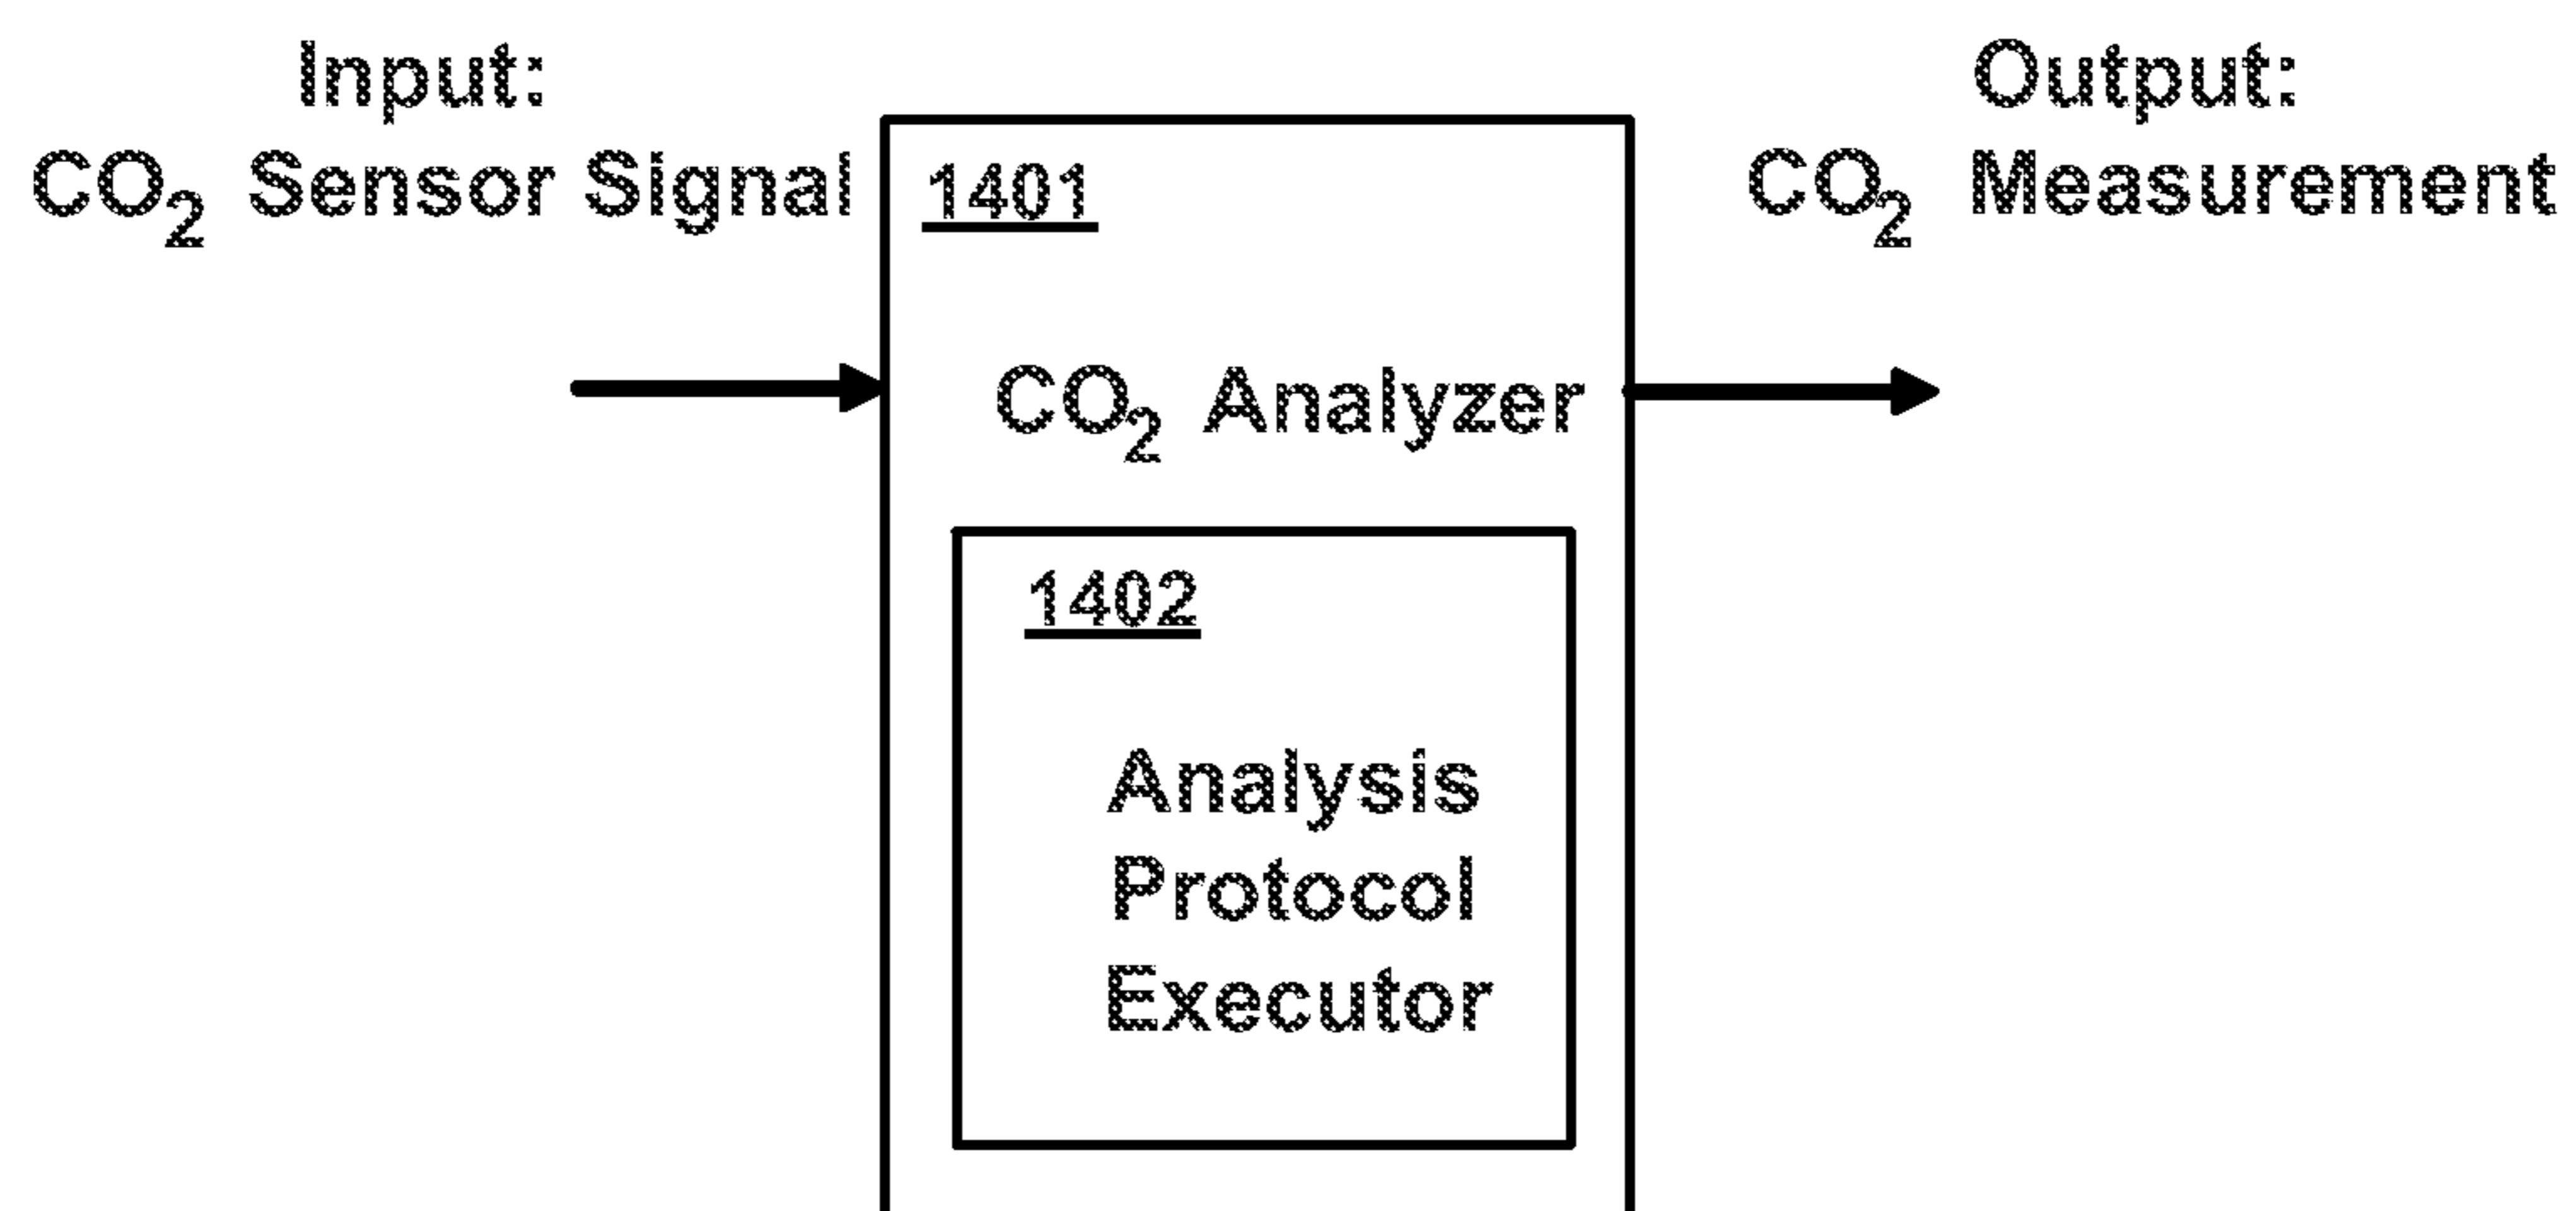 Input:
CO₂ Sensor Signal
1401
CO₂ Analyzer
1402
Analysis
Protocol
Executor
Output:
CO₂ Measurement